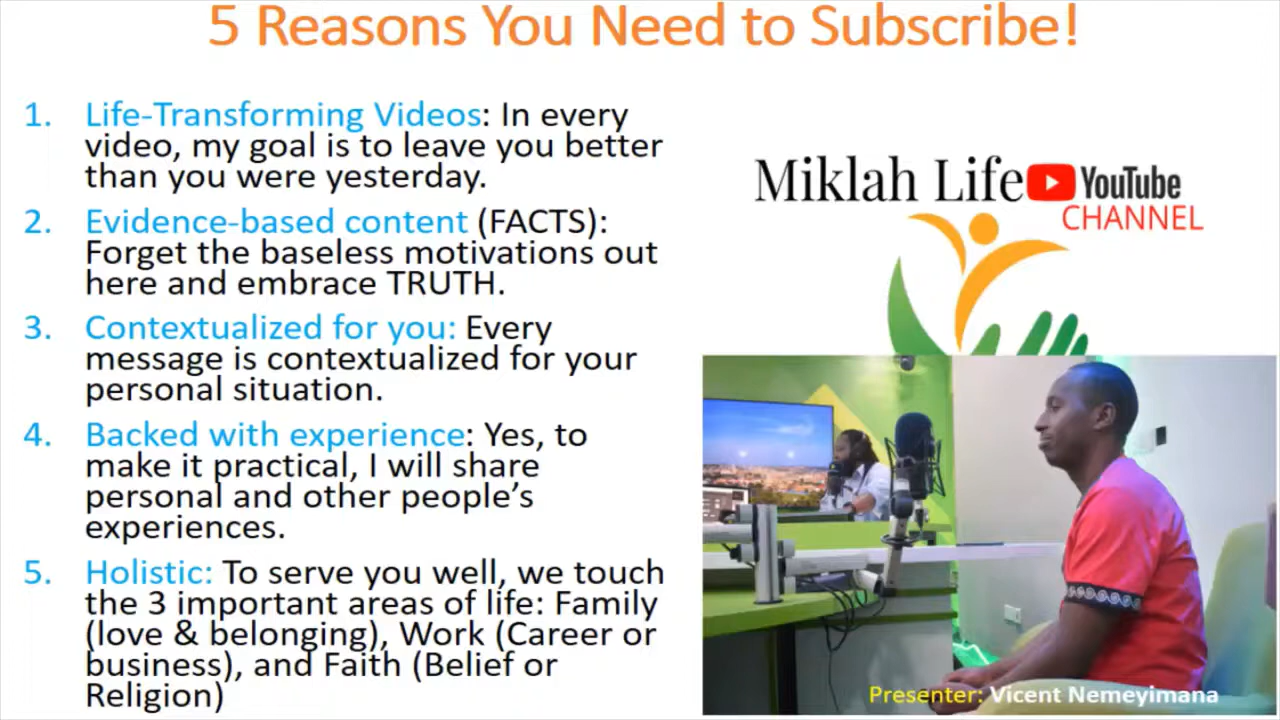 5 Reasons You Need to Subscribe!
1. Life-Transforming Videos: In every
video, my goal is to leave you better
than you were yesterday.
2. Evidence-based content (FACTS):
Forget the baseless motivations out
here and embrace TRUTH.
3. Contextualized for you: Every
message is contextualized for your
personal situation.
4. Backed with experience: Yes, to
make it practical, I will share
personal and other people’s
experiences.
5. Holistic: To serve you well, we touch
the 3 important areas of life: Family
(love & belonging), Work (Career or
business), and Faith (Belief or
Religion)
Miklah Life YouTube
CHANNEL
Presenter: Vicent Nemeyimana